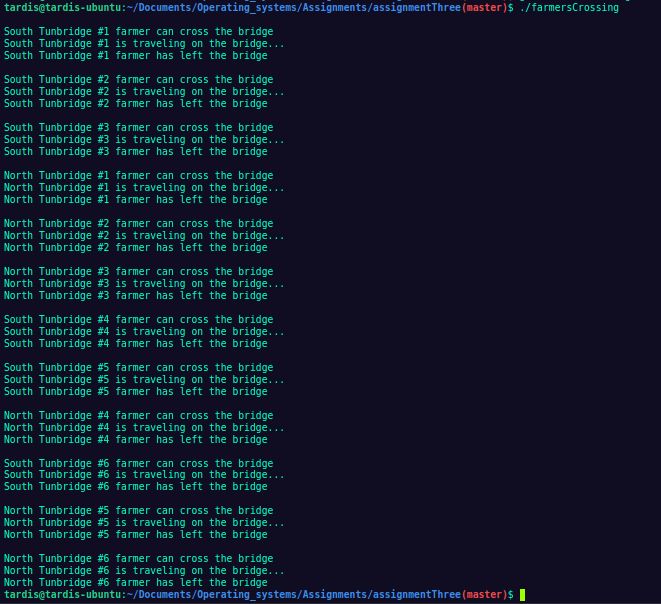 tardis@tardis-ubuntu:~/Documents/Operating_systems/Assignments/assignmentThree(master)$ ./farmersCrossing
South Tunbridge #1 farmer can cross the bridge
South Tunbridge #1 is traveling on the bridge...
South Tunbridge #1 farmer has left the bridge
South Tunbridge #2 farmer can cross the bridge
South Tunbridge #2 is traveling on the bridge...
South Tunbridge #2 farmer has left the bridge
South Tunbridge #3 farmer can cross the bridge
South Tunbridge #3 is traveling on the bridge...
South Tunbridge #3 farmer has left the bridge
North Tunbridge #1 farmer can cross the bridge
North Tunbridge #1 is traveling on the bridge...
North Tunbridge #1 farmer has left the bridge
North Tunbridge #2 farmer can cross the bridge
North Tunbridge #2 is traveling on the bridge...
North Tunbridge #2 farmer has left the bridge
North Tunbridge #3 farmer can cross the bridge
North Tunbridge #3 is traveling on the bridge...
North Tunbridge #3 farmer has left the bridge
South Tunbridge #4 farmer can cross the bridge
South Tunbridge #4 is traveling on the bridge...
South Tunbridge #4 farmer has left the bridge
South Tunbridge #5 farmer can cross the bridge
South Tunbridge #5 is traveling on the bridge...
South Tunbridge #5 farmer has left the bridge
North Tunbridge #4 farmer can cross the bridge
North Tunbridge #4 is traveling on the bridge...
North Tunbridge #4 farmer has left the bridge
South Tunbridge #6 farmer can cross the bridge
South Tunbridge #6 is traveling on the bridge...
South Tunbridge #6 farmer has left the bridge
North Tunbridge #5 farmer can cross the bridge
North Tunbridge #5 is traveling on the bridge...
North Tunbridge #5 farmer has left the bridge
North Tunbridge #6 farmer can cross the bridge
North Tunbridge #6 is traveling on the bridge...
North Tunbridge #6 farmer has left the bridge
tardis@tardis-ubuntu:~/Documents/Operating_systems/Assignments/assignmentThree(master)$